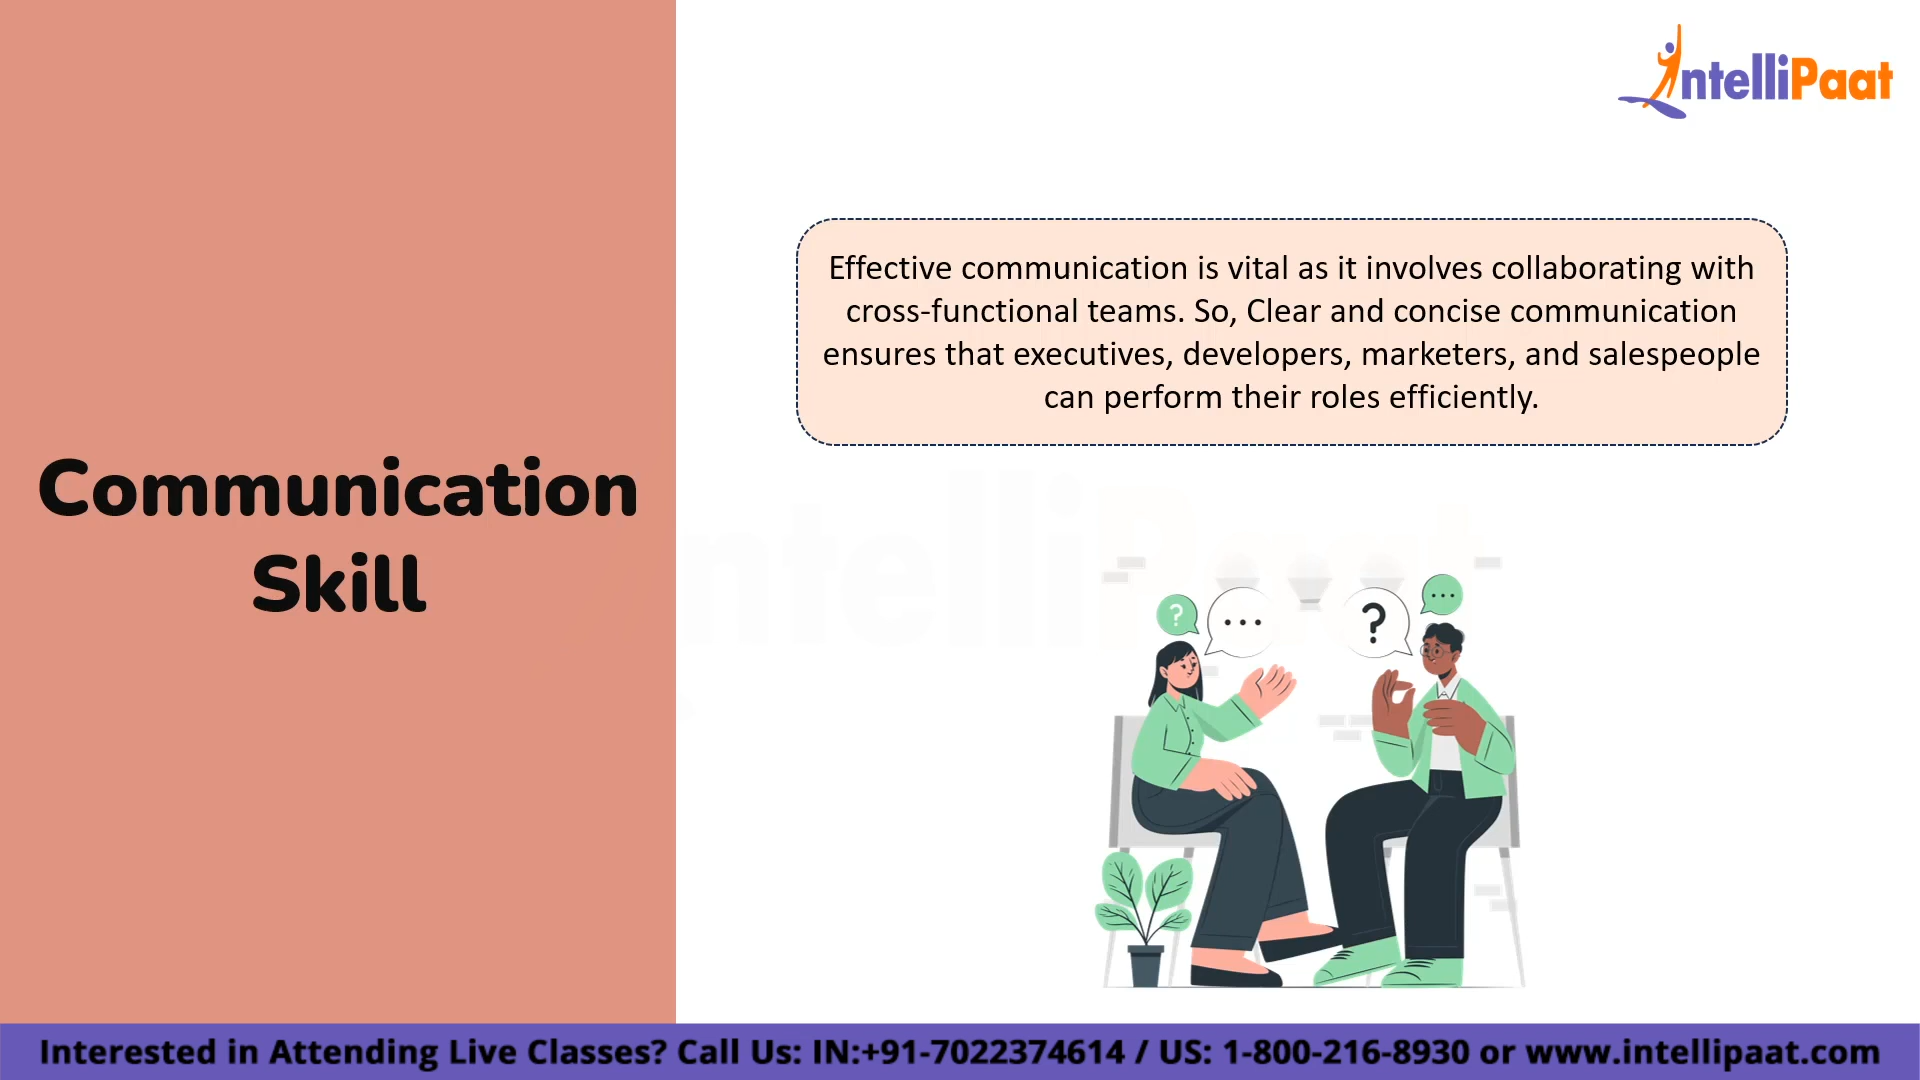 IntelliPaat
Communication
Skill
Effective communication is vital as it involves collaborating with
cross-functional teams. So, Clear and concise communication
ensures that executives, developers, marketers, and salespeople
can perform their roles efficiently.
?
?
Interested in Attending Live Classes? Call Us: IN:+91-7022374614 / US: 1-800-216-8930 or www.intellipaat.com